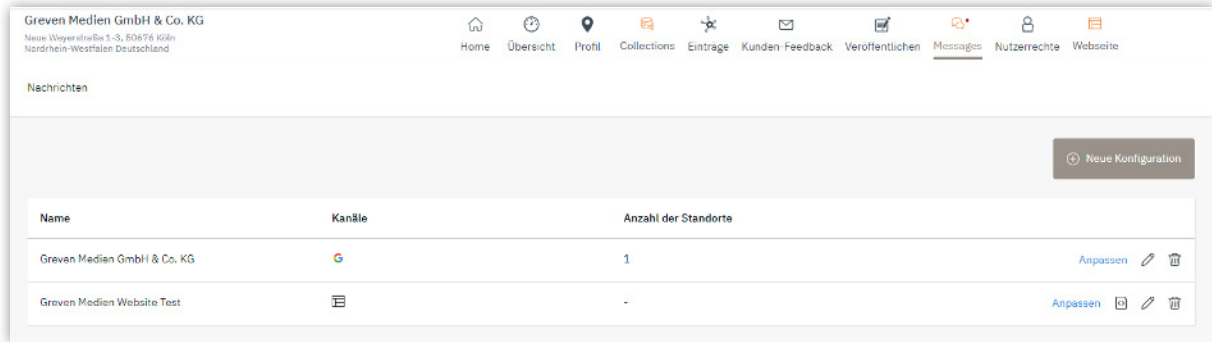 Greven Medien GmbH & Co. KG
Neue Weyerstraße 1-3, 50676 Köln
Nordrhein-Westfalen Deutschland
Home Übersicht Profil Collections Einträge Kunden-Feedback Veröffentlichen Messages Nutzerrechte Webseite
Nachrichten
Neue Konfiguration
Name Kanäle Anzahl der Standorte
Greven Medien GmbH & Co. KG 1 Anpassen
Greven Medien Website Test - Anpassen